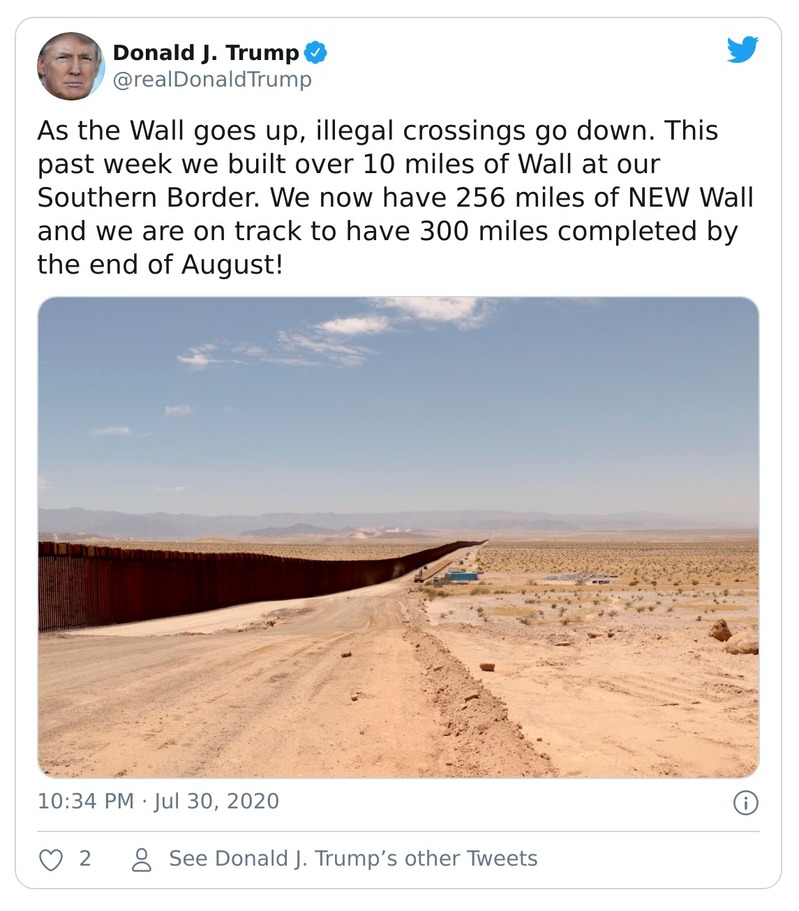 Donald J. Trump
@realDonaldTrump
As the Wall goes up, illegal crossings go down. This
past week we built over 10 miles of Wall at our
Southern Border. We now have 256 miles of NEW Wall
and we are on track to have 300 miles completed by
the end of August!
10:34 PM · Jul 30, 2020
2
See Donald J. Trump’s other Tweets